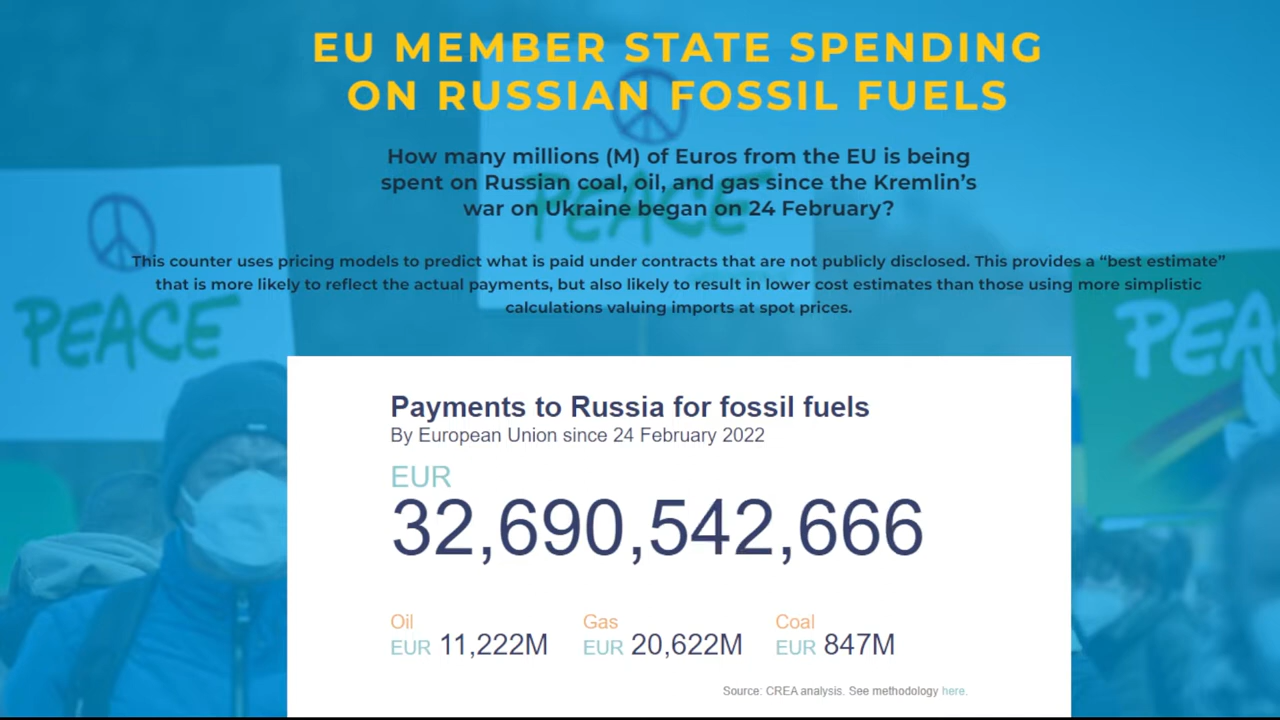 EU MEMBER STATE SPENDING
ON RUSSIAN FOSSIL FUELS
How many millions (M) of Euros from the EU is being
spent on Russian coal, oil, and gas since the Kremlin's
war on Ukraine began on 24 February?
This counter uses pricing models to predict what is paid under contracts that are not publicly disclosed. This provides a “best estimate”
that is more likely to reflect the actual payments, but also likely to result in lower cost estimates than those using more simplistic
calculations valuing imports at spot prices.
PEACE
PEACE
PEA
Payments to Russia for fossil fuels
By European Union since 24 February 2022
EUR
32,690,542,666
Oil Gas Coal
EUR 11,222M EUR 20,622M EUR 847M
Source: CREA analysis. See methodology here.